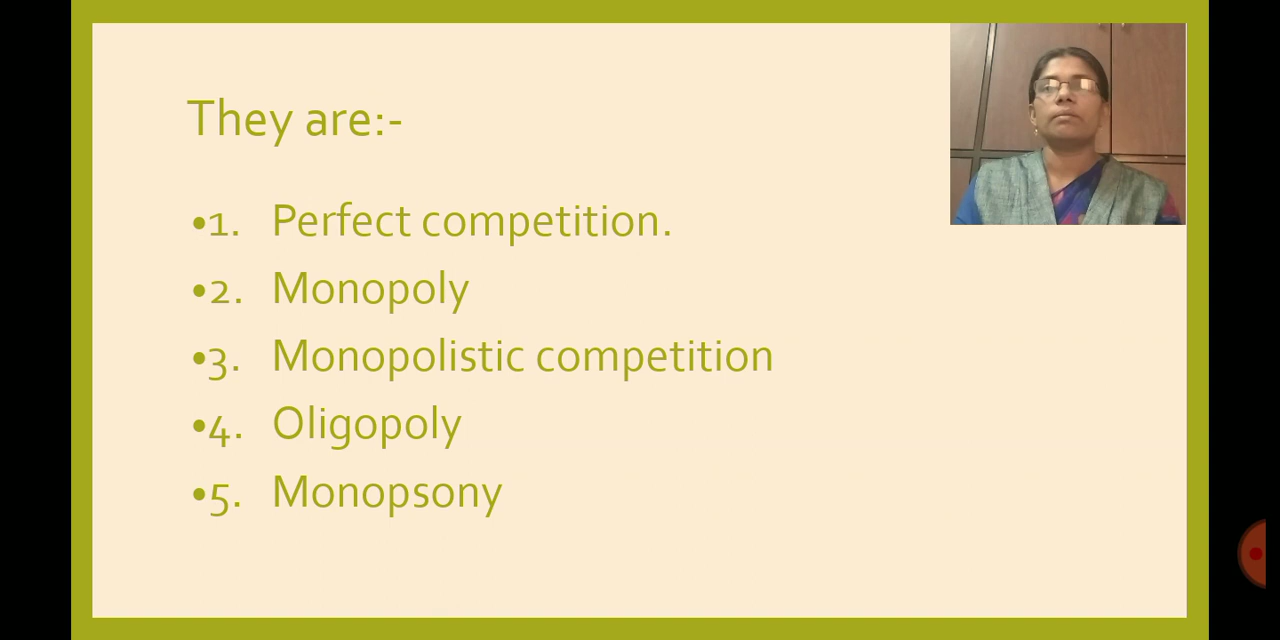 They are:-
•1. Perfect competition.
•2. Monopoly
•3. Monopolistic competition
•4. Oligopoly
•5. Monopsony